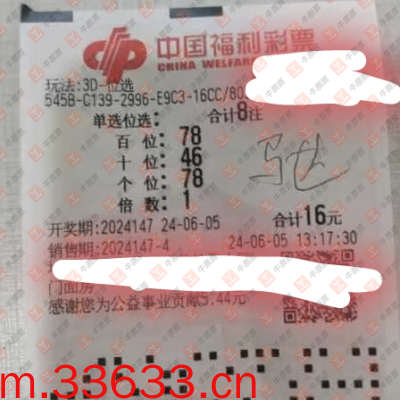 中国福利彩票
CHINA WELFAR
玩法:3D-位选
545B-C139-2996-E9C3-16CC/80
单选位选: 合计8注
百位: 78
十位: 46
个位: 78
倍数: 1
开奖期:2024147 24-06-05 合计16元
销售期:2024147-4 24-06-05 13:17:30
门面房
感谢您为公益事业贡献5.44元
m.33633.cn